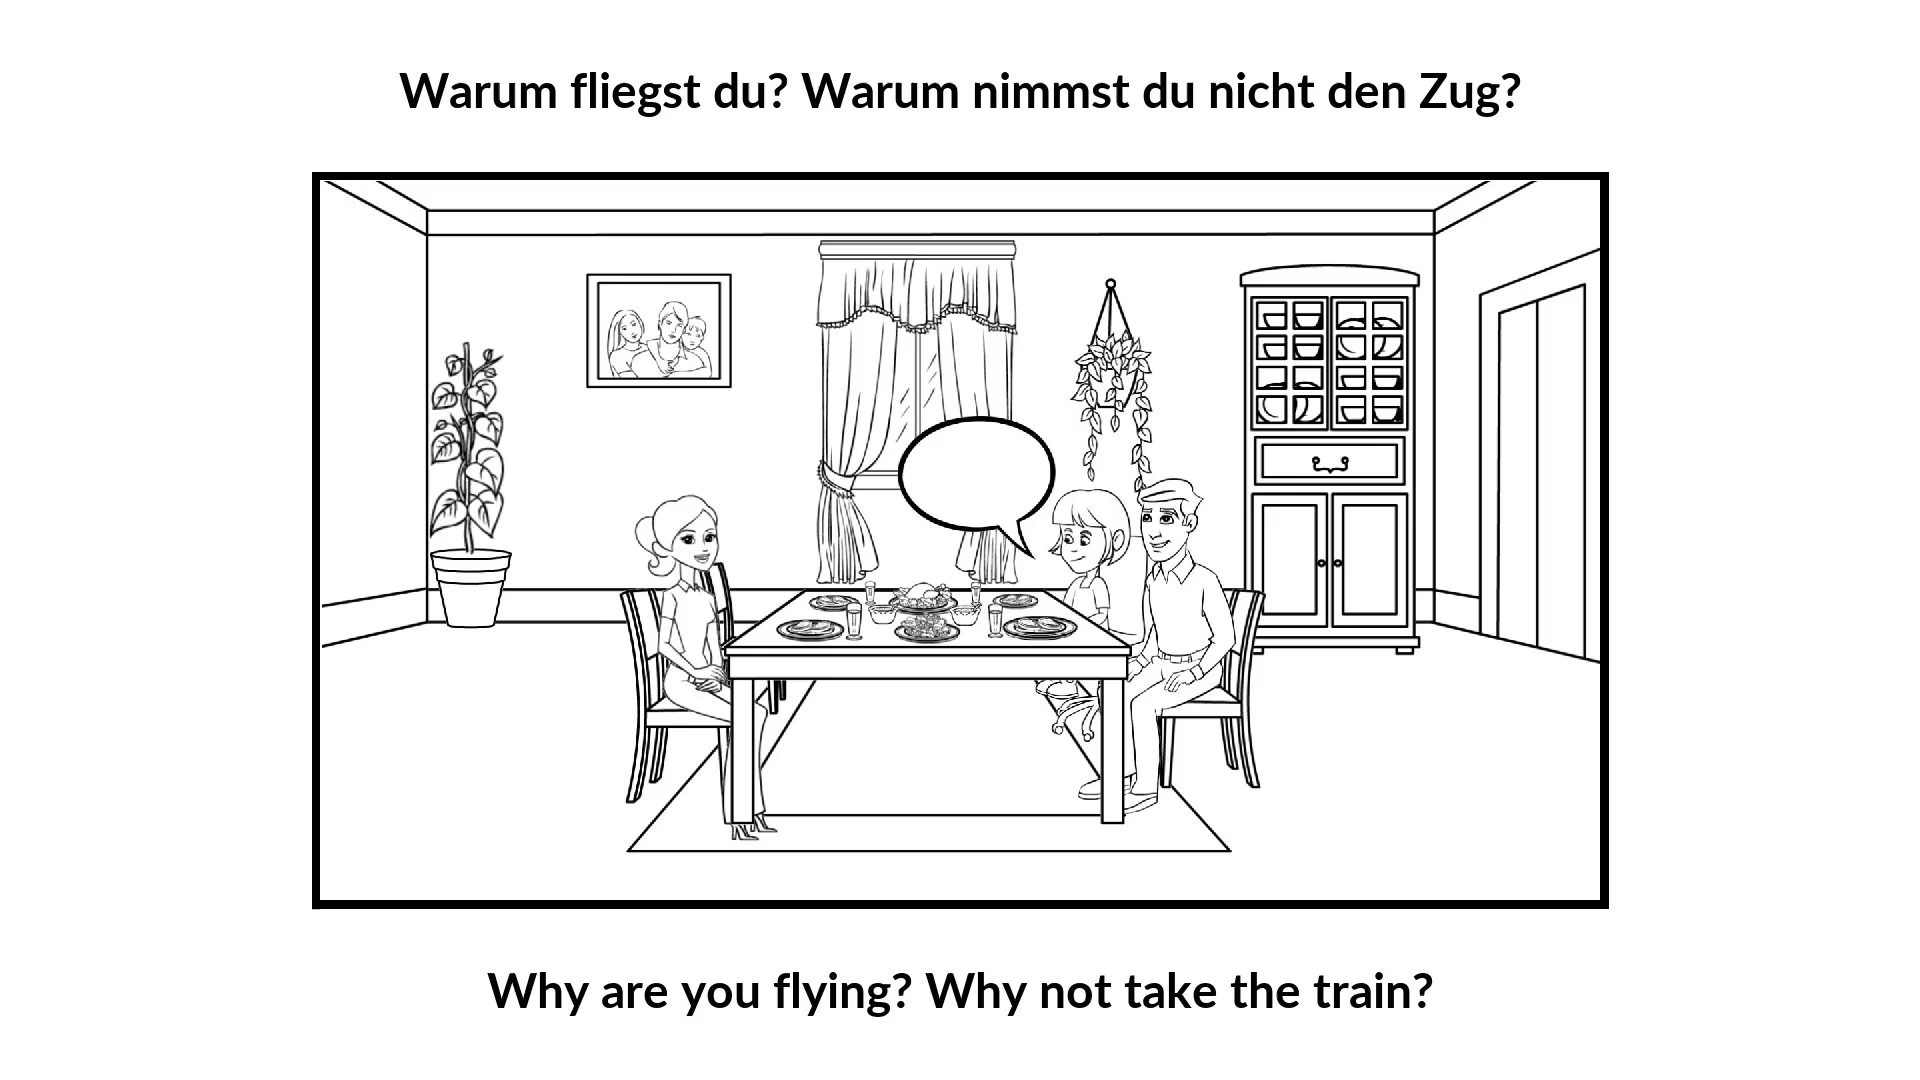 Warum fliegst du? Warum nimmst du nicht den Zug?
Why are you flying? Why not take the train?